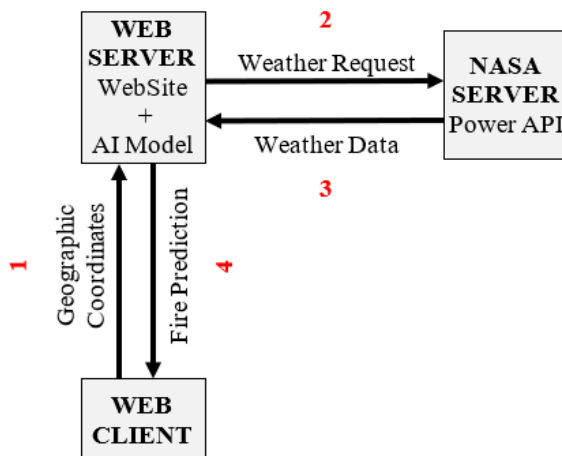 WEB
SERVER
WebSite
+
AI Model
2
Weather Request
NASA
SERVER
Power API
Weather Data
3
1
Geographic
Coordinates
Fire Prediction
4
WEB
CLIENT